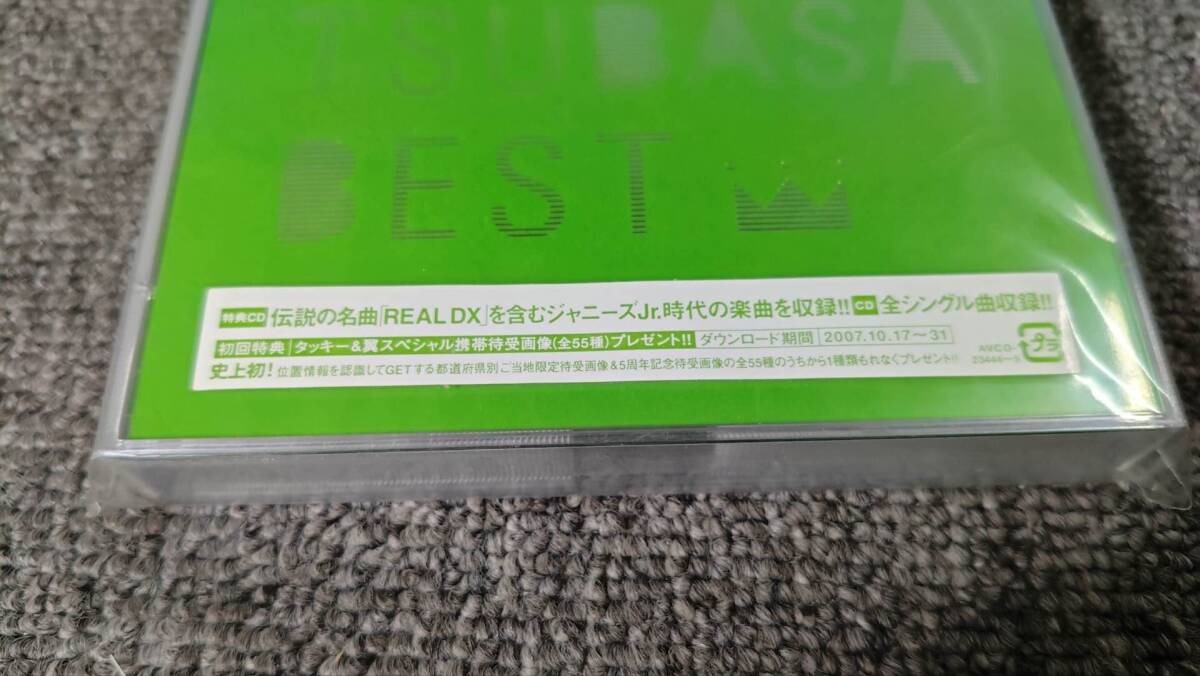 TSUBASA
BEST
特典CD 伝説の名曲「REAL DX」を含むジャニーズJr.時代の楽曲を収録!! CD 全シングル曲収録!!
初回特典 タッキー&翼スペシャル携帯待受画像(全55種)プレゼント!! ダウンロード期間 2007.10.17〜31
史上初! 位置情報を認識してGETする都道府県別ご当地限定待受画像&5周年記念待受画像の全55種のうちから1種類もれなくプレゼント!!
AVCD-
23444〜5
プラ